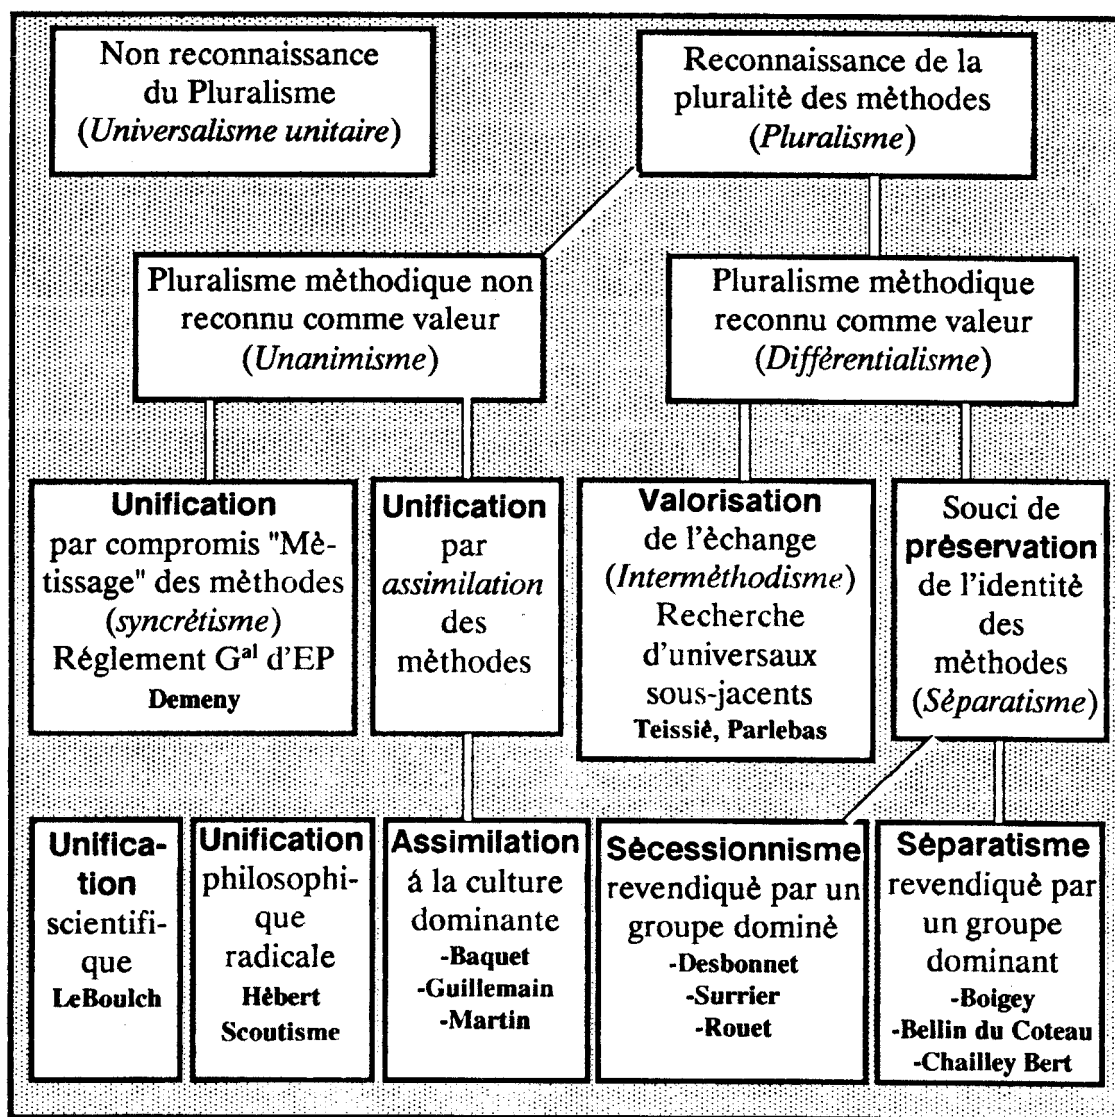 Non reconnaissance
du Pluralisme
(Universalisme unitaire)
Reconnaissance de la
pluralitè des mèthodes
(Pluralisme)
Pluralisme mèthodique non
reconnu comme valeur
(Unanimisme)
Pluralisme mèthodique
reconnu comme valeur
(Diffèrentialisme)
Unification
par compromis "Mè-
tissage" des mèthodes
(syncrètisme)
Réglement Gal d'EP
Demeny
Unification
par
assimilation
des
mèthodes
Valorisation
de l'èchange
(Intermèthodisme)
Recherche
d'universaux
sous-jacents
Teissiè, Parlebas
Souci de
prèservation
de l'identitè
des
mèthodes
(Sèparatisme)
Unifica-
tion
scientifi-
que
LeBoulch
Unification
philosophi-
que
radicale
Hèbert
Scoutisme
Assimilation
á la culture
dominante
-Baquet
-Guillemain
-Martin
Sècessionnisme
revendiquè par un
groupe dominè
-Desbonnet
-Surrier
-Rouet
Sèparatisme
revendiquè par
un groupe
dominant
-Boigey
-Bellin du Coteau
-Chailley Bert